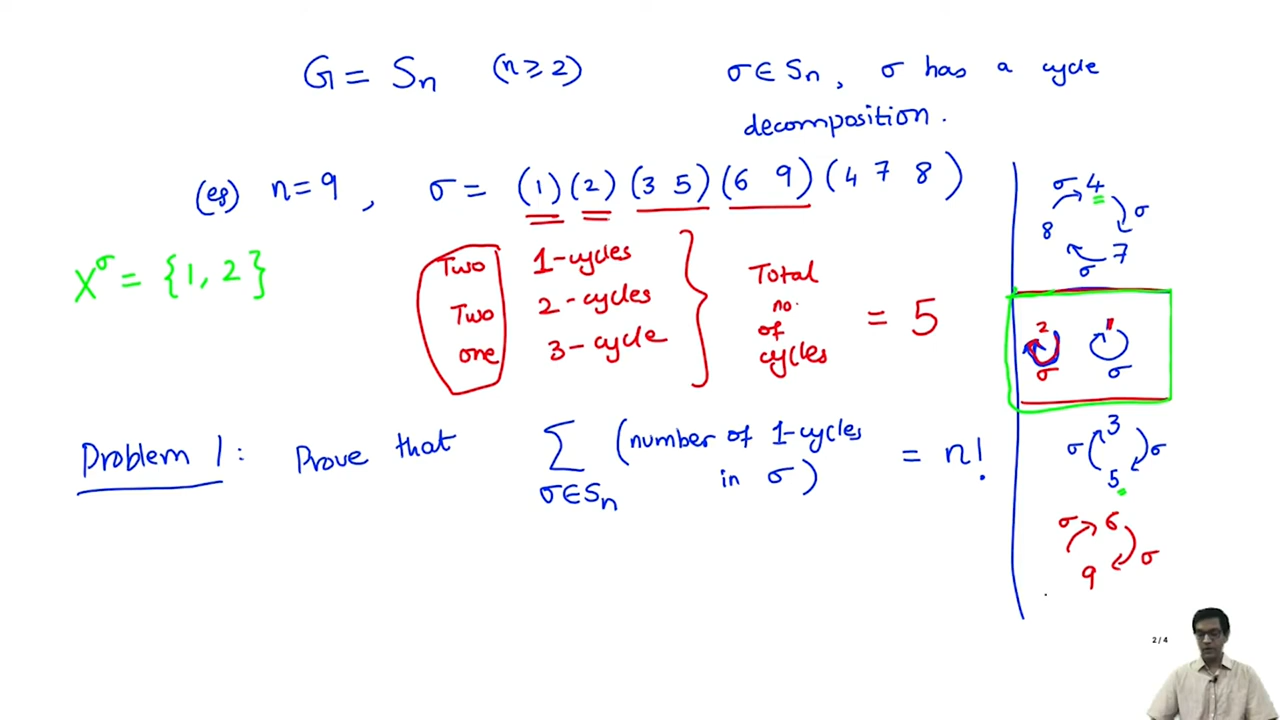 G = Sₙ (n ≥ 2) σ ∈ Sₙ, σ has a cycle
decomposition.
(eg) n = 9, σ = (1) (2) (3 5) (6 9) (4 7 8)
X^σ = {1, 2}
Two 1-cycles
Two 2-cycles
one 3-cycle
Total
no.
of
cycles
= 5
Problem 1: Prove that ∑ (number of 1-cycles = n!
σ∈Sₙ in σ)
σ 4
σ
8
7
σ
2 1
σ σ
3
σ σ
5
σ 6
σ
9
2/4